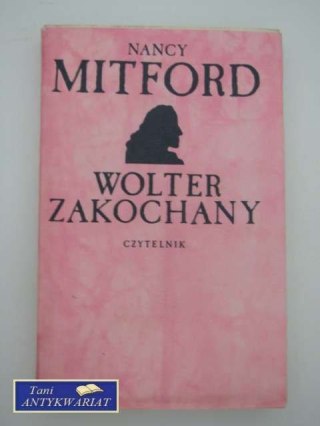 NANCY
MITFORD
WOLTER
ZAKOCHANY
CZYTELNIK
Tani
ANTYKWARIAT